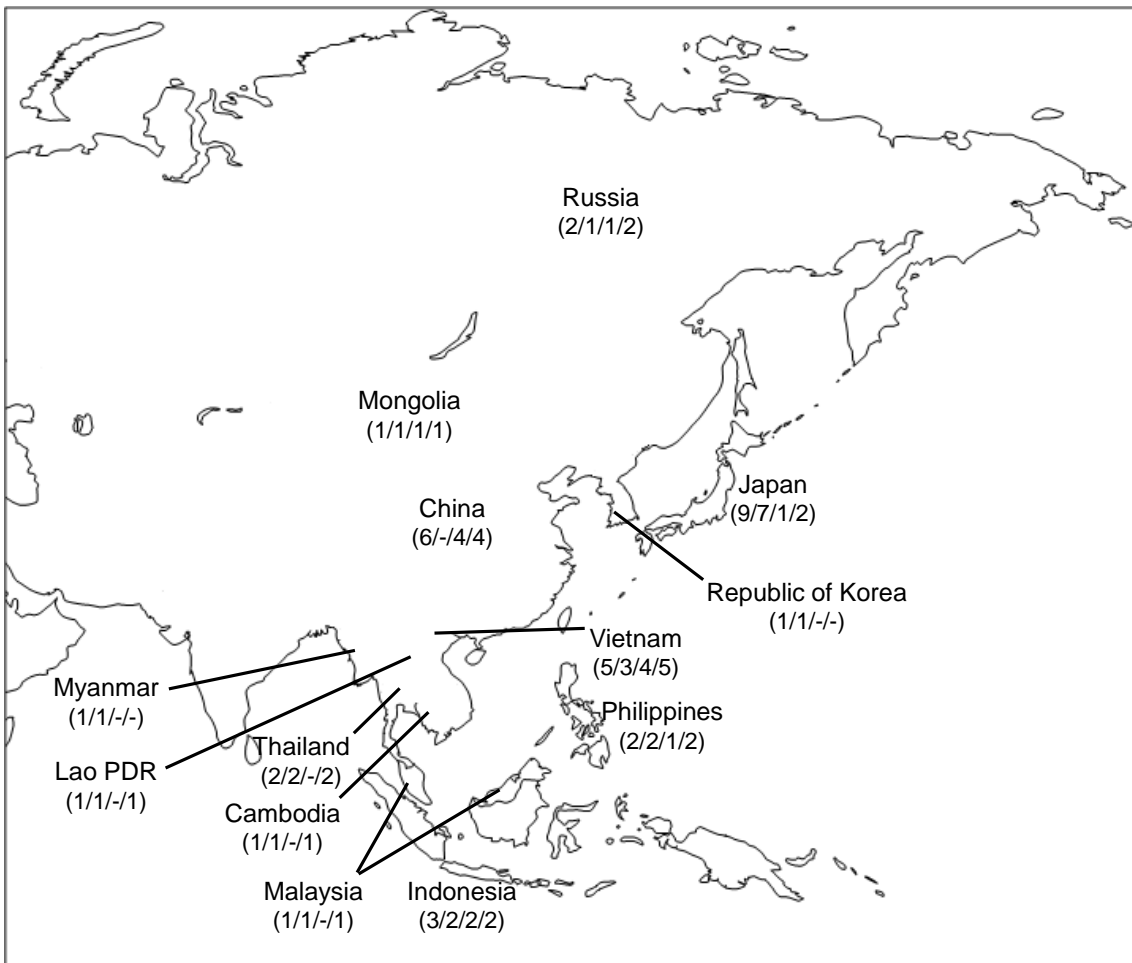 Russia
(2/1/1/2)
Mongolia
(1/1/1/1)
China
(6/-/4/4)
Japan
(9/7/1/2)
Republic of Korea
(1/1/-/-)
Vietnam
(5/3/4/5)
Myanmar
(1/1/-/-)
Philippines
(2/2/1/2)
Thailand
(2/2/-/2)
Lao PDR
(1/1/-/1)
Cambodia
(1/1/-/1)
Malaysia
(1/1/-/1)
Indonesia
(3/2/2/2)